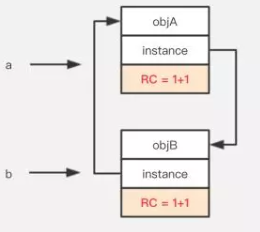 objA
a
instance
RC = 1+1
objB
b
instance
RC = 1+1